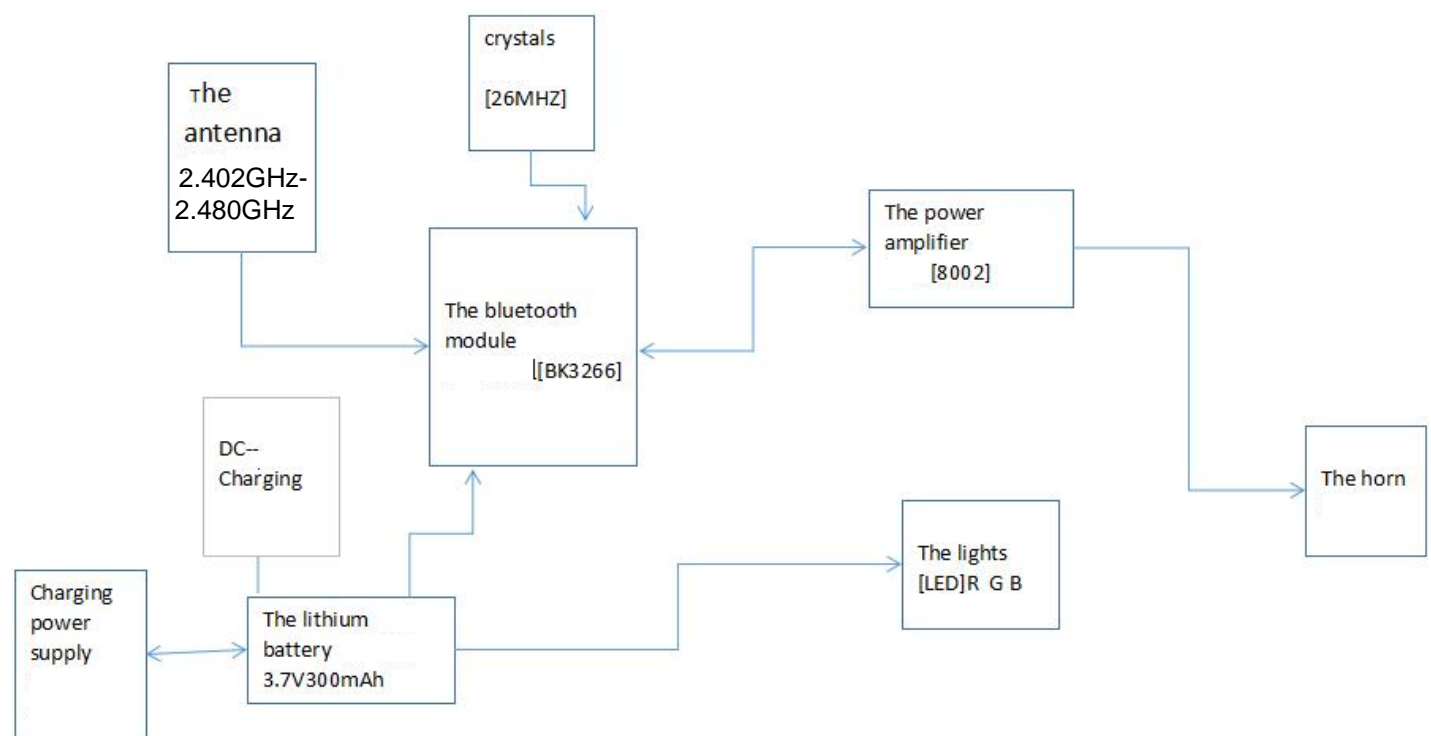 crystals
[26MHZ]
The
antenna
2.402GHz-
2.480GHz
The power
amplifier
[8002]
The bluetooth
module
[[BK3266]
DC--
Charging
The horn
The lights
[LED]R G B
Charging
power
supply
The lithium
battery
3.7V300mAh